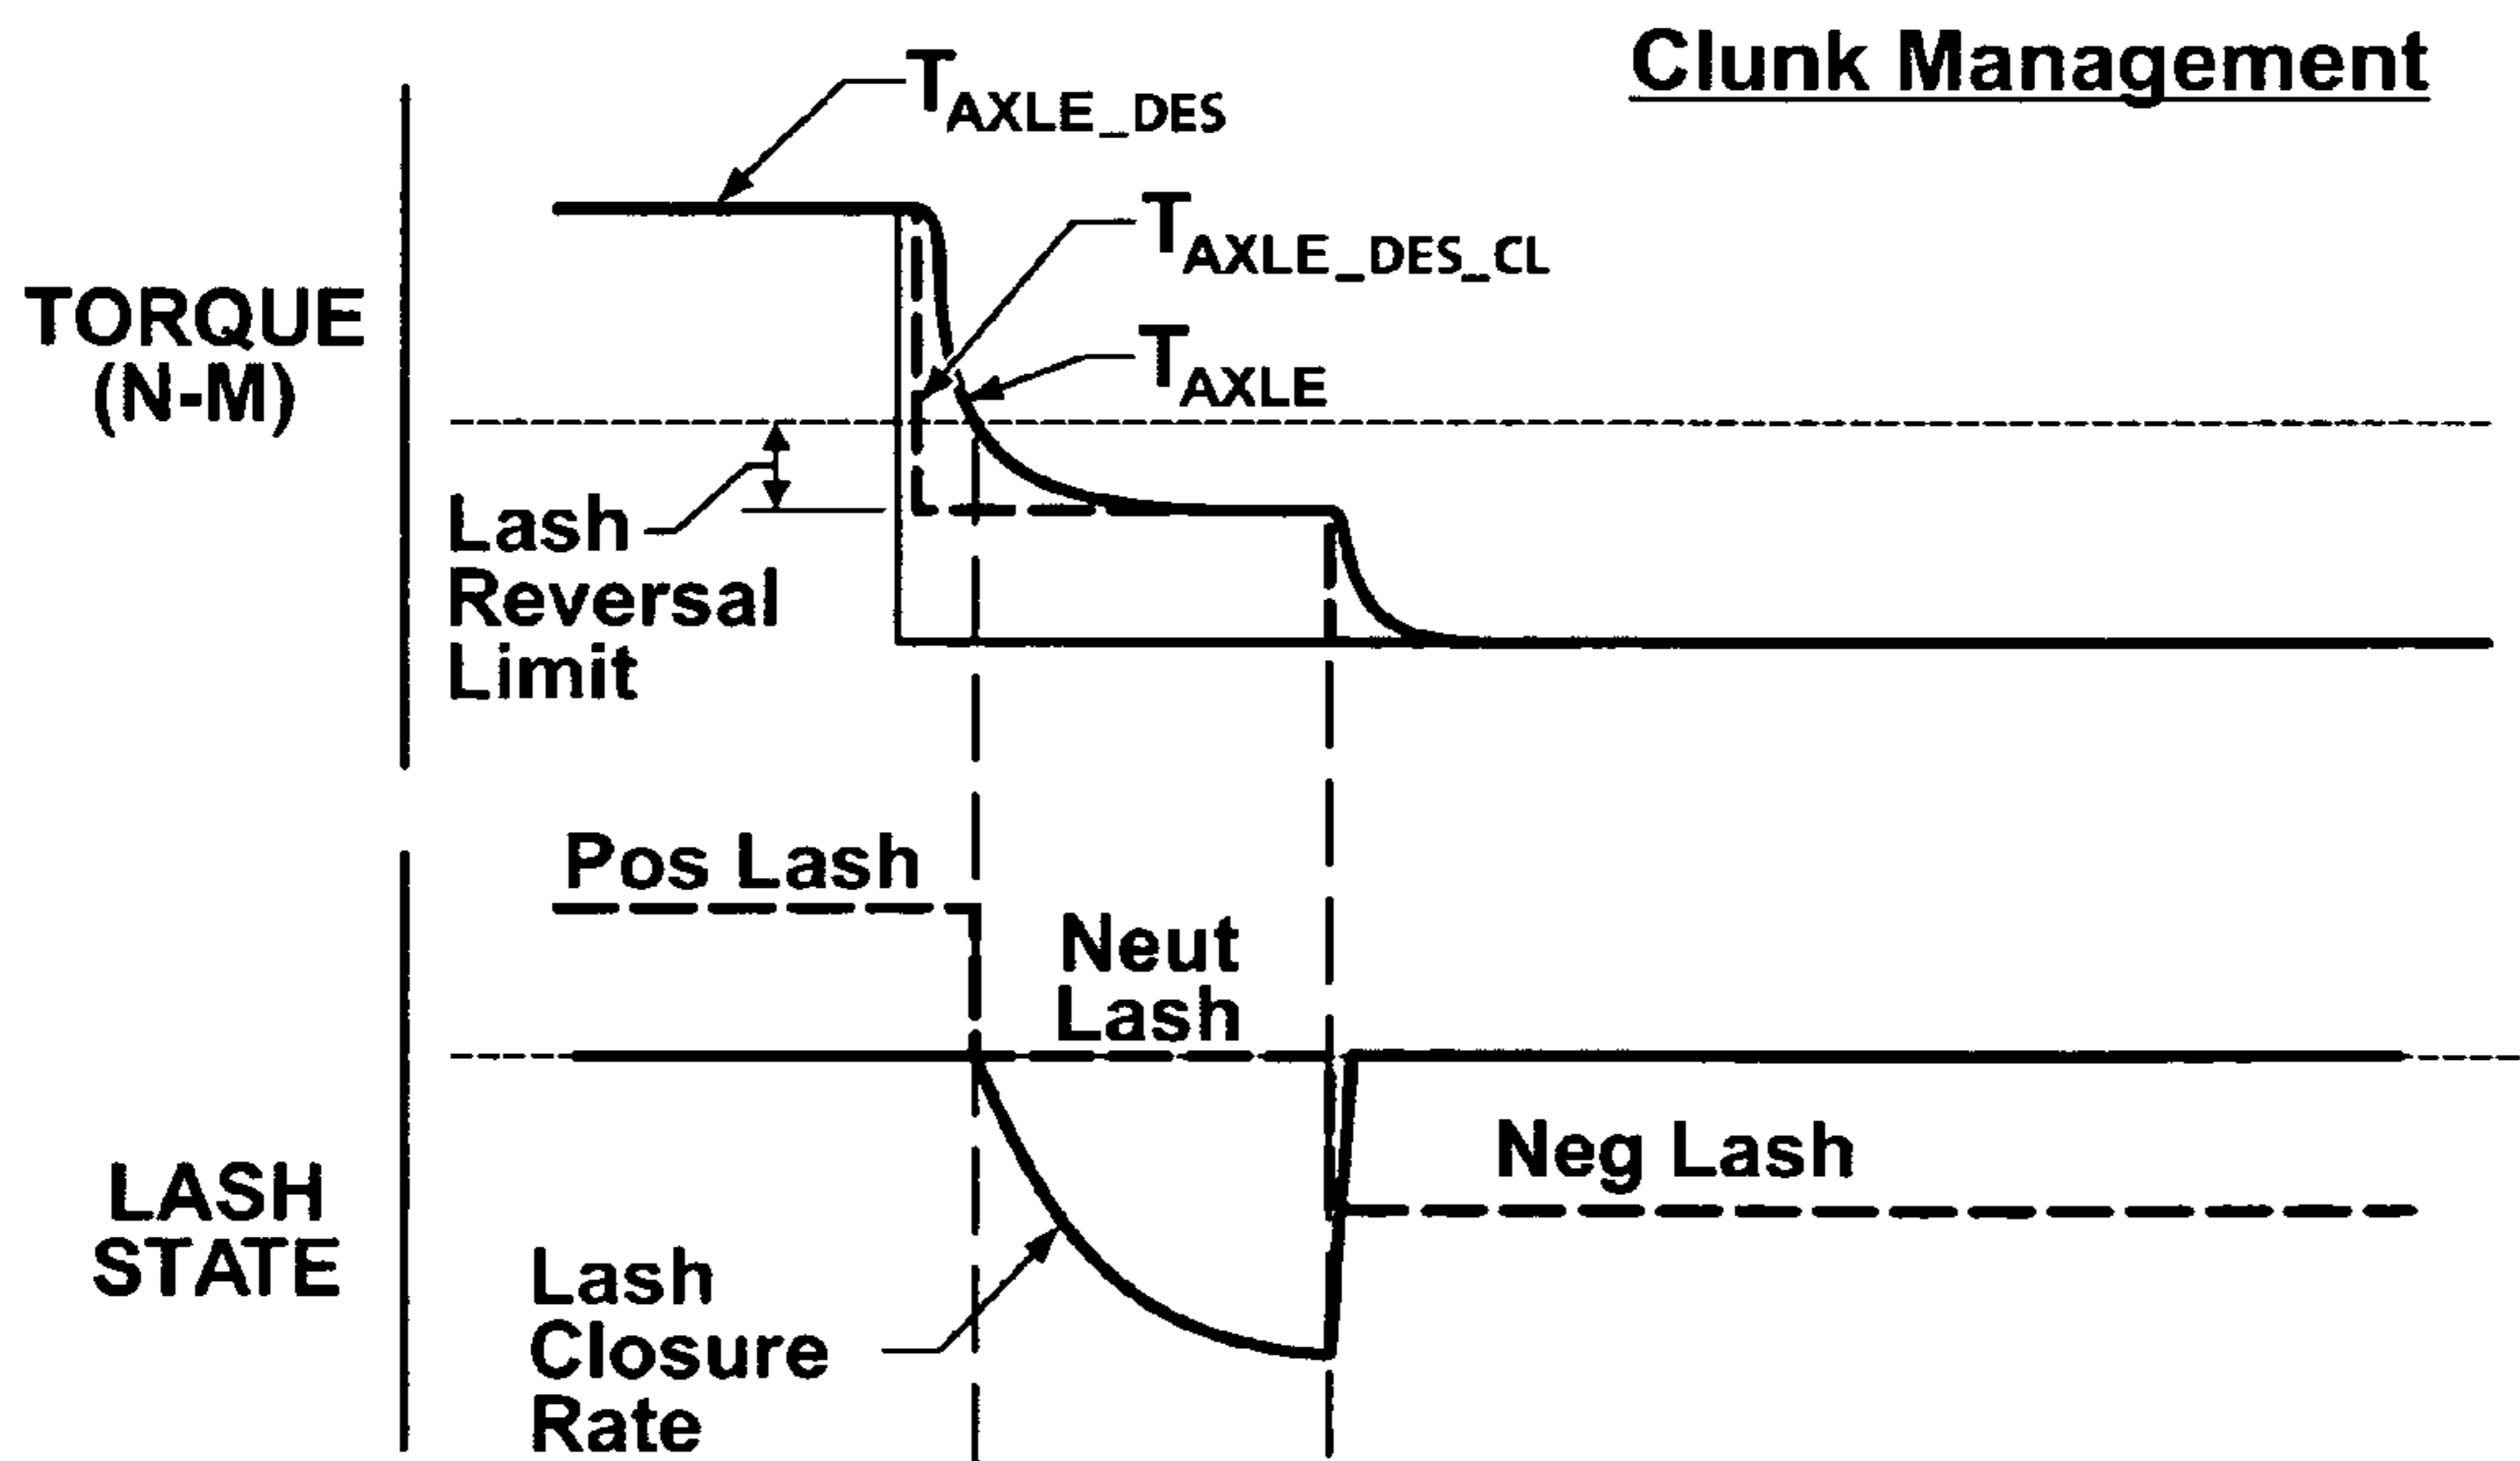 Clunk Management
TAXLE_DES
TAXLE_DES_CL
TAXLE
TORQUE
(N-M)
Lash
Reversal
Limit
Pos Lash
Neut
Lash
Neg Lash
LASH
STATE
Lash
Closure
Rate